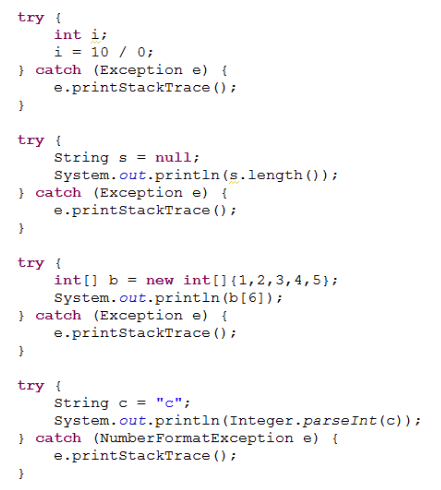 try {
    int i;
    i = 10 / 0;
} catch (Exception e) {
    e.printStackTrace();
}
try {
    String s = null;
    System.out.println(s.length());
} catch (Exception e) {
    e.printStackTrace();
}
try {
    int[] b = new int[]{1,2,3,4,5};
    System.out.println(b[6]);
} catch (Exception e) {
    e.printStackTrace();
}
try {
    String c = "c";
    System.out.println(Integer.parseInt(c));
} catch (NumberFormatException e) {
    e.printStackTrace();
}